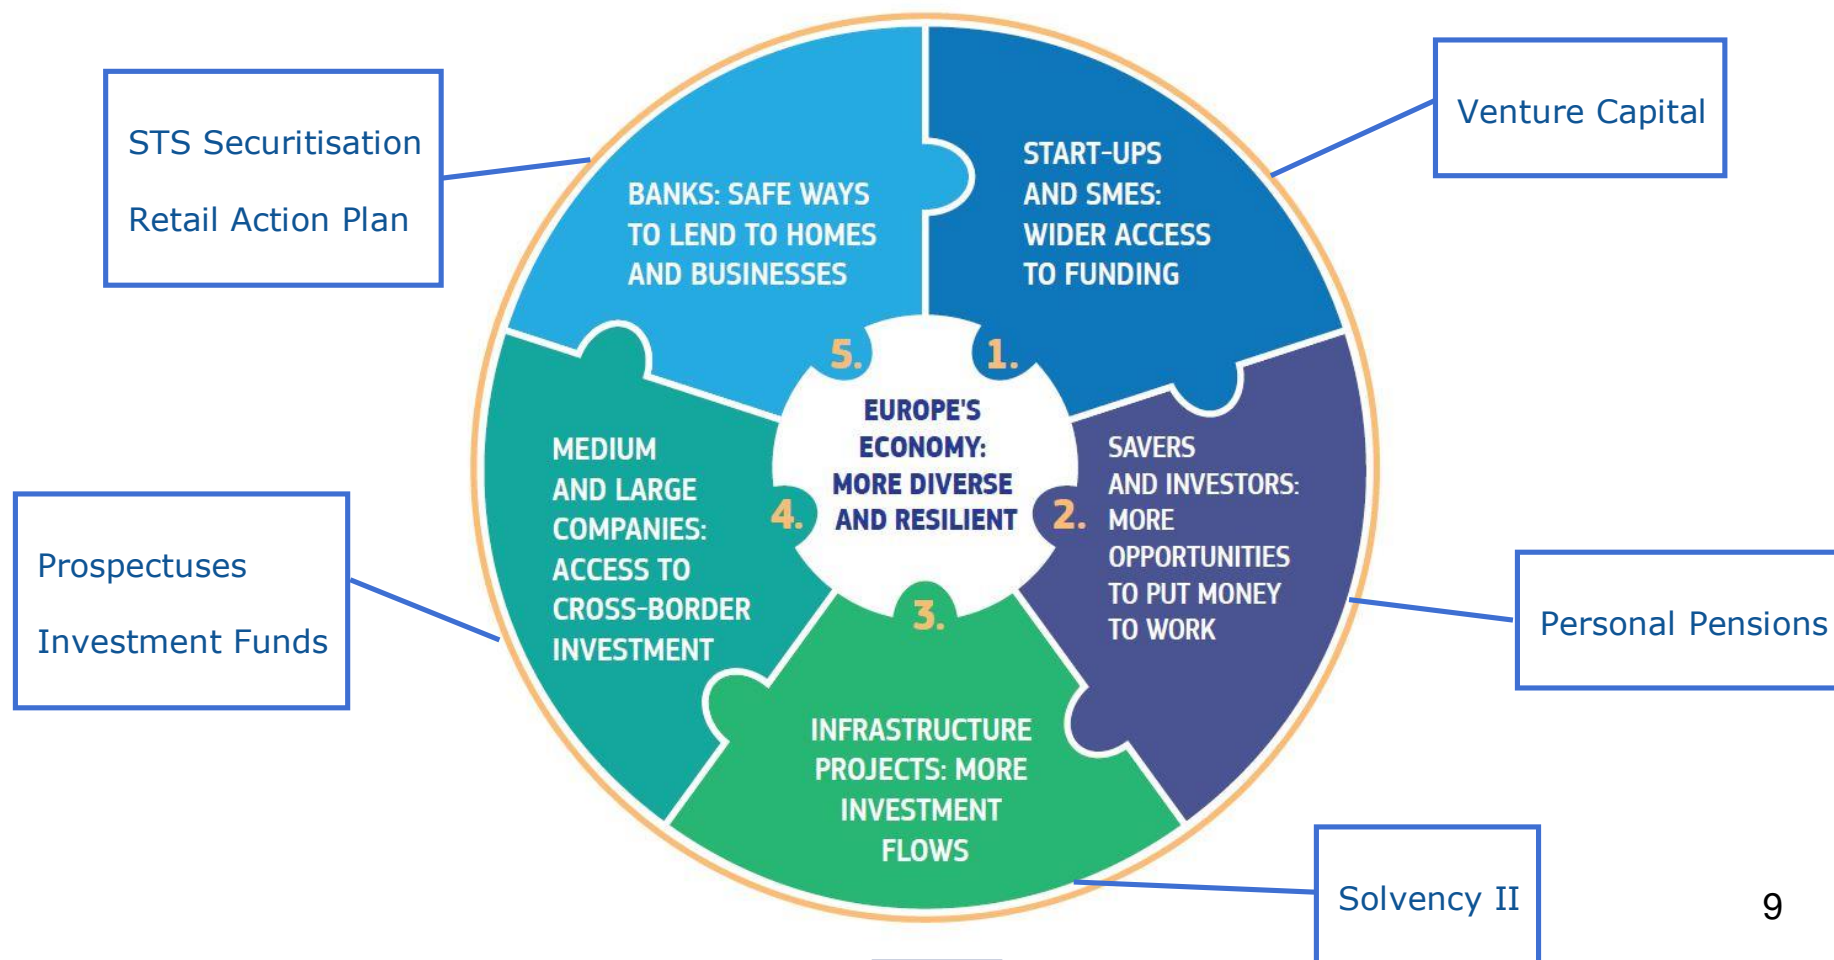 STS Securitisation
Retail Action Plan
Venture Capital
BANKS: SAFE WAYS
TO LEND TO HOMES
AND BUSINESSES
START-UPS
AND SMES:
WIDER ACCESS
TO FUNDING
5.
1.
EUROPE'S
ECONOMY:
MORE DIVERSE
AND RESILIENT
MEDIUM
AND LARGE
COMPANIES:
ACCESS TO
CROSS-BORDER
INVESTMENT
4.
2.
SAVERS
AND INVESTORS:
MORE
OPPORTUNITIES
TO PUT MONEY
TO WORK
Prospectuses
Investment Funds
Personal Pensions
3.
INFRASTRUCTURE
PROJECTS: MORE
INVESTMENT
FLOWS
Solvency II
9